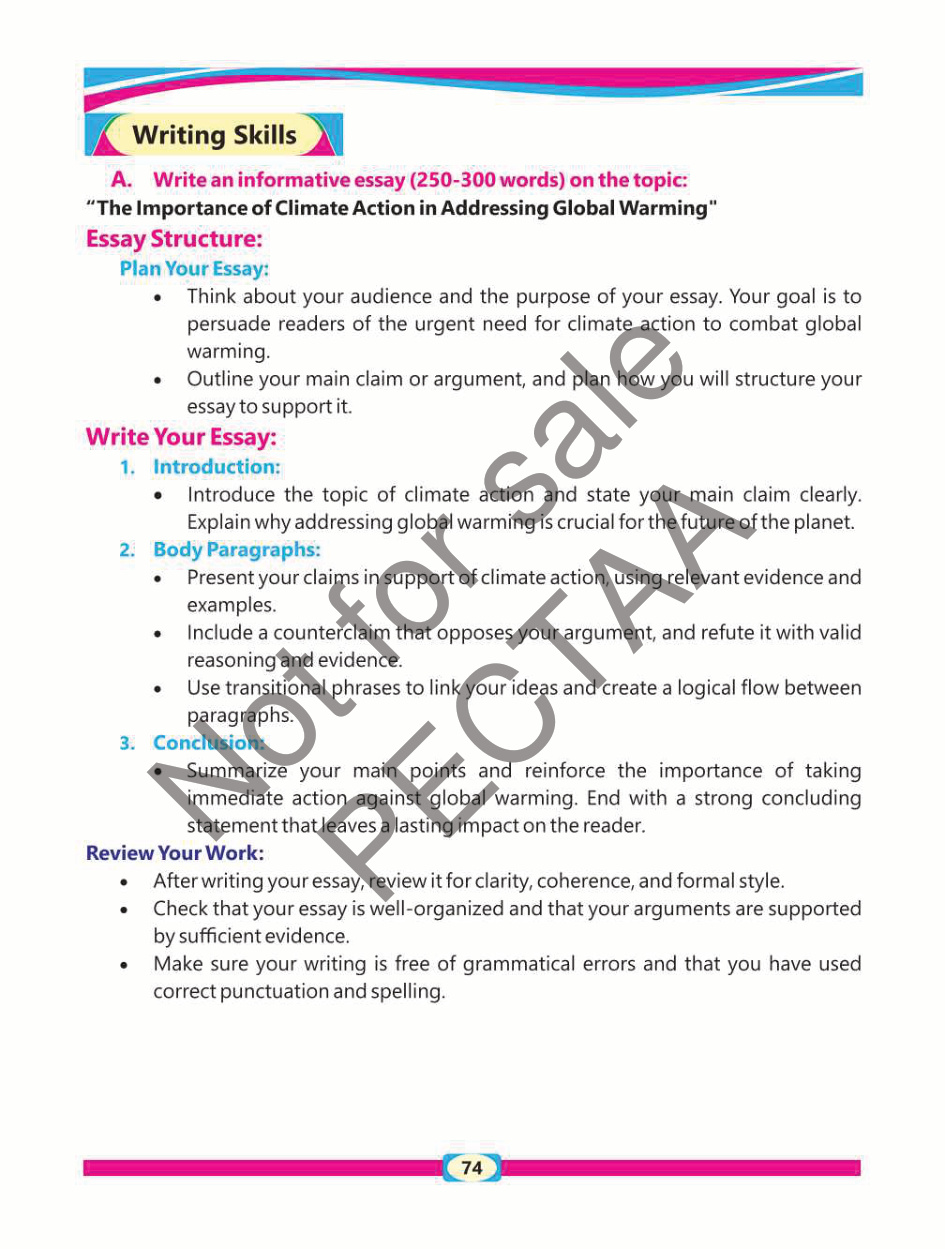 Writing Skills
A. Write an informative essay (250-300 words) on the topic:
“The Importance of Climate Action in Addressing Global Warming"
Essay Structure:
Plan Your Essay:
• Think about your audience and the purpose of your essay. Your goal is to
persuade readers of the urgent need for climate action to combat global
warming.
• Outline your main claim or argument, and plan how you will structure your
essay to support it.
Write Your Essay:
1. Introduction:
• Introduce the topic of climate action and state your main claim clearly.
Explain why addressing global warming is crucial for the future of the planet.
2. Body Paragraphs:
• Present your claims in support of climate action, using relevant evidence and
examples.
• Include a counterclaim that opposes your argument, and refute it with valid
reasoning and evidence.
• Use transitional phrases to link your ideas and create a logical flow between
paragraphs.
3. Conclusion:
• Summarize your main points and reinforce the importance of taking
immediate action against global warming. End with a strong concluding
statement that leaves a lasting impact on the reader.
Review Your Work:
• After writing your essay, review it for clarity, coherence, and formal style.
• Check that your essay is well-organized and that your arguments are supported
by sufficient evidence.
• Make sure your writing is free of grammatical errors and that you have used
correct punctuation and spelling.
Not for sale
PECTAA
74